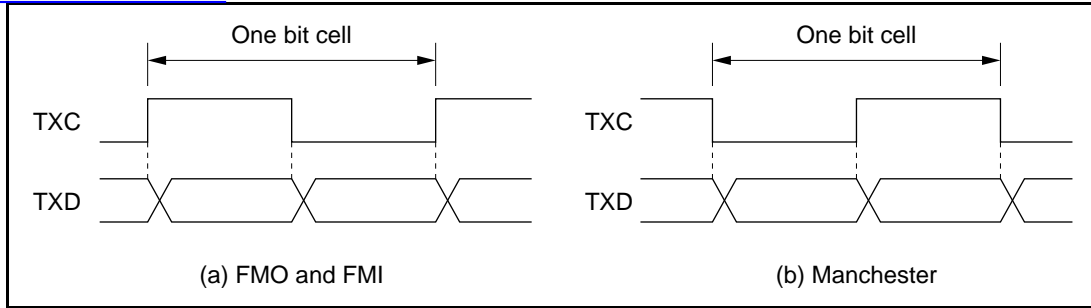 One bit cell
TXC
TXD
(a) FMO and FMI
One bit cell
TXC
TXD
(b) Manchester